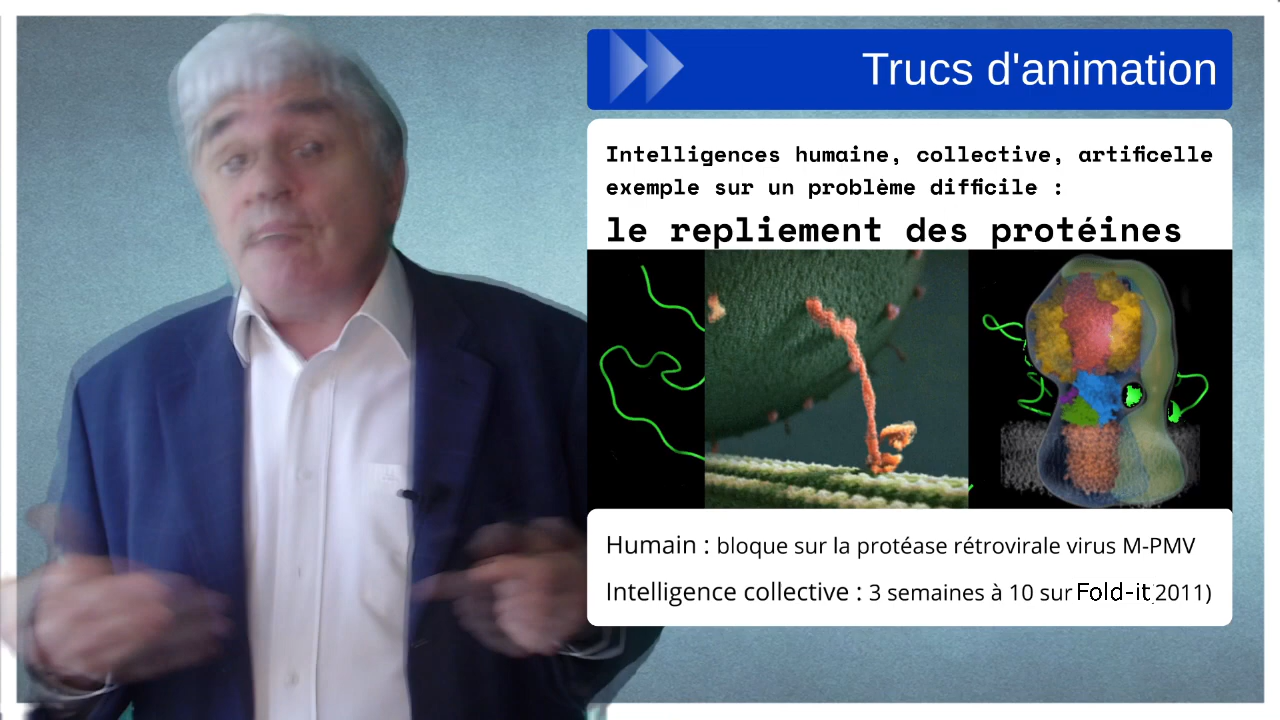 Trucs d'animation
Intelligences humaine, collective, artificelle
exemple sur un problème difficile :
le repliement des protéines
Humain : bloque sur la protéase rétrovirale virus M-PMV
Intelligence collective : 3 semaines à 10 sur Fold-it 2011)